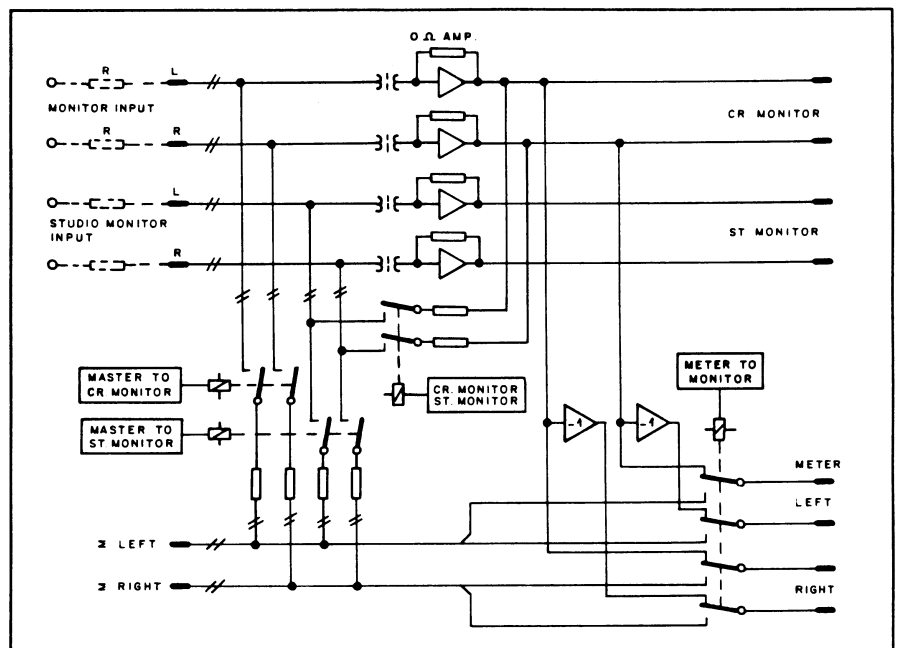 0 Ω AMP.
R L
MONITOR INPUT
R R
CR MONITOR
L
STUDIO MONITOR
INPUT
ST MONITOR
R
MASTER TO
CR MONITOR
CR. MONITOR
ST. MONITOR
METER TO
MONITOR
MASTER TO
ST. MONITOR
-1 -1
METER
LEFT
Σ LEFT
Σ RIGHT
RIGHT